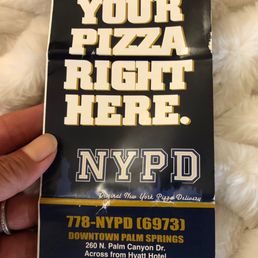 YOUR
PIZZA
RIGHT
HERE.
NYPD
Original New York Pizza Delivery
778-NYPD (6973)
DOWNTOWN PALM SPRINGS
260 N. Palm Canyon Dr.
Across from Hyatt Hotel